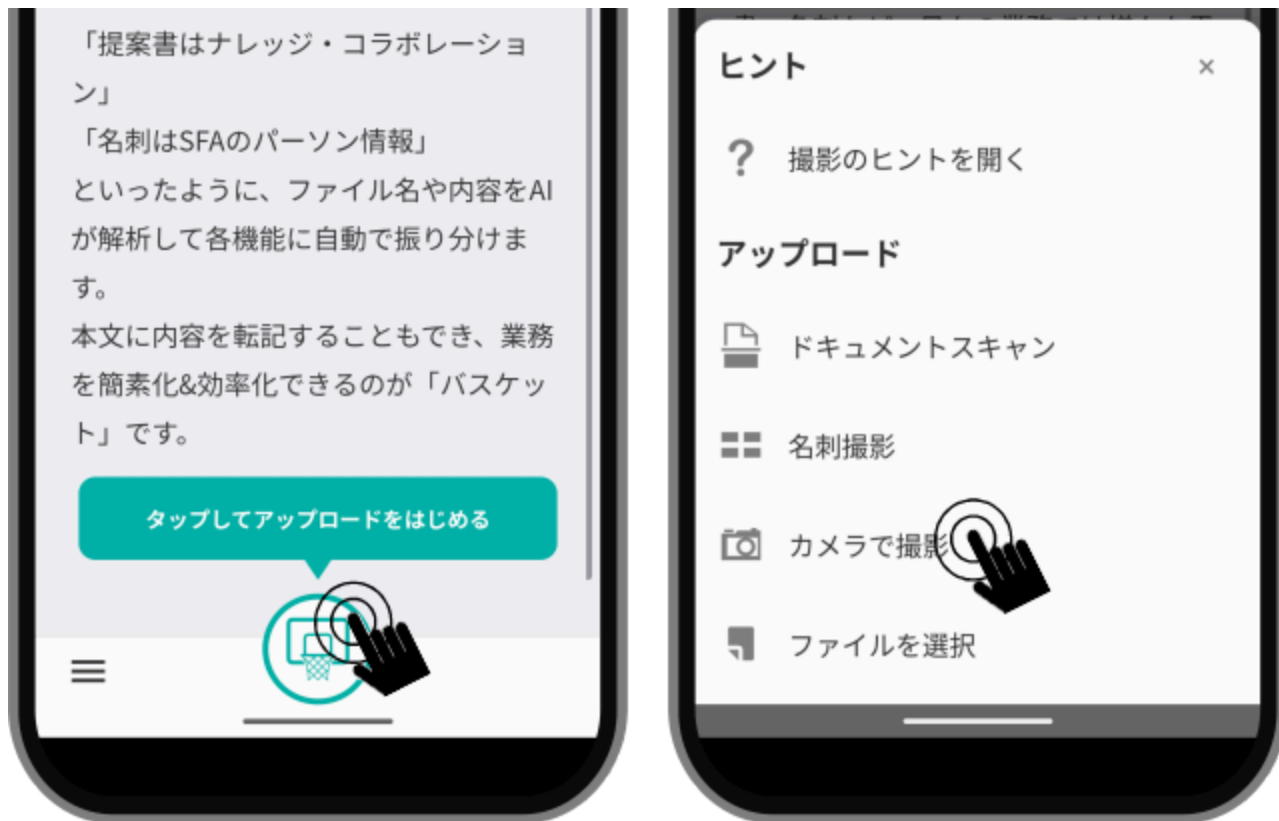 「提案書はナレッジ・コラボレーショ
ン」
「名刺はSFAのパーソン情報」
といったように、ファイル名や内容をAI
が解析して各機能に自動で振り分けま
す。
本文に内容を転記することもでき、業務
を簡素化&効率化できるのが「バスケッ
ト」です。
タップしてアップロードをはじめる
ヒント
×
?
撮影のヒントを開く
アップロード
ドキュメントスキャン
名刺撮影
カメラで撮影
ファイルを選択